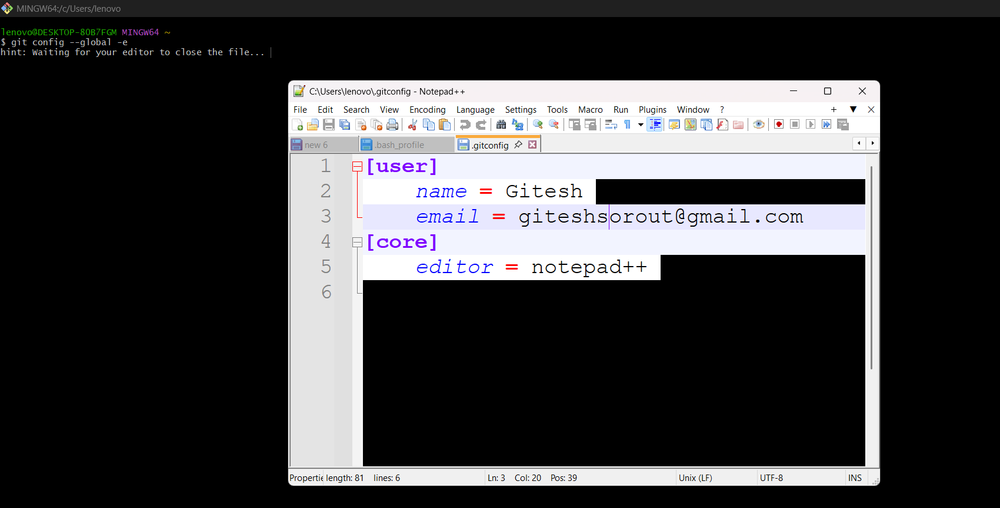 MINGW64:/c/Users/lenovo
lenovo@DESKTOP-8OB7FGM MINGW64 ~
$ git config --global -e
hint: Waiting for your editor to close the file...
C:\Users\lenovo\.gitconfig - Notepad++
File Edit Search View Encoding Language Settings Tools Macro Run Plugins Window ?
new 6 .bash_profile .gitconfig
1 [user]
2 name = Gitesh
3 email = giteshsorout@gmail.com
4 [core]
5 editor = notepad++
6
Propertie length: 81 lines: 6 Ln: 3 Col: 20 Pos: 39 Unix (LF) UTF-8 INS